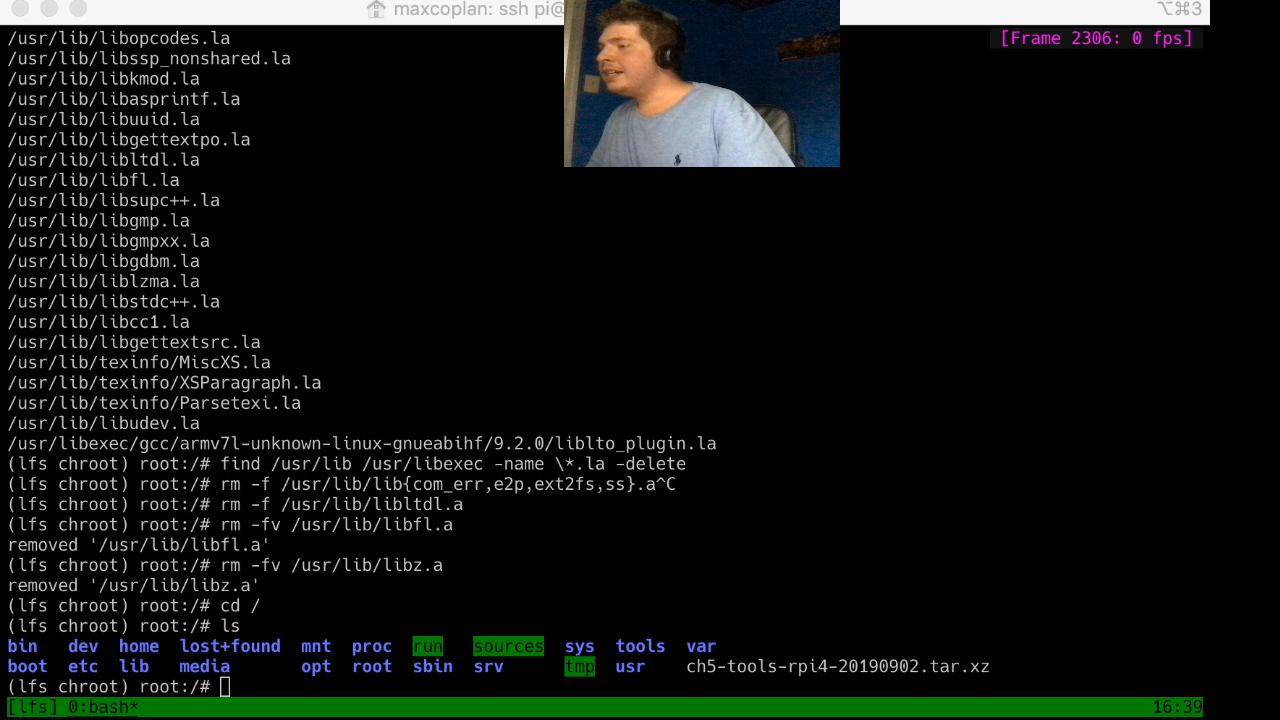 maxcoplan: ssh pi@
⌥⌘3
[Frame 2306: 0 fps]
/usr/lib/libopcodes.la
/usr/lib/libssp_nonshared.la
/usr/lib/libkmod.la
/usr/lib/libasprintf.la
/usr/lib/libuuid.la
/usr/lib/libgettextpo.la
/usr/lib/libltdl.la
/usr/lib/libfl.la
/usr/lib/libsupc++.la
/usr/lib/libgmp.la
/usr/lib/libgmpxx.la
/usr/lib/libgdbm.la
/usr/lib/liblzma.la
/usr/lib/libstdc++.la
/usr/lib/libcc1.la
/usr/lib/libgettextsrc.la
/usr/lib/texinfo/MiscXS.la
/usr/lib/texinfo/XSParagraph.la
/usr/lib/texinfo/Parsetexi.la
/usr/lib/libudev.la
/usr/libexec/gcc/armv7l-unknown-linux-gnueabihf/9.2.0/liblto_plugin.la
(lfs chroot) root:/# find /usr/lib /usr/libexec -name \*.la -delete
(lfs chroot) root:/# rm -f /usr/lib/lib{com_err,e2p,ext2fs,ss}.a^C
(lfs chroot) root:/# rm -f /usr/lib/libltdl.a
(lfs chroot) root:/# rm -fv /usr/lib/libfl.a
removed '/usr/lib/libfl.a'
(lfs chroot) root:/# rm -fv /usr/lib/libz.a
removed '/usr/lib/libz.a'
(lfs chroot) root:/# cd /
(lfs chroot) root:/# ls
bin dev home lost+found mnt proc run sources sys tools var
boot etc lib media opt root sbin srv tmp usr ch5-tools-rpi4-20190902.tar.xz
(lfs chroot) root:/#
[lfs] 0:bash* 16:39